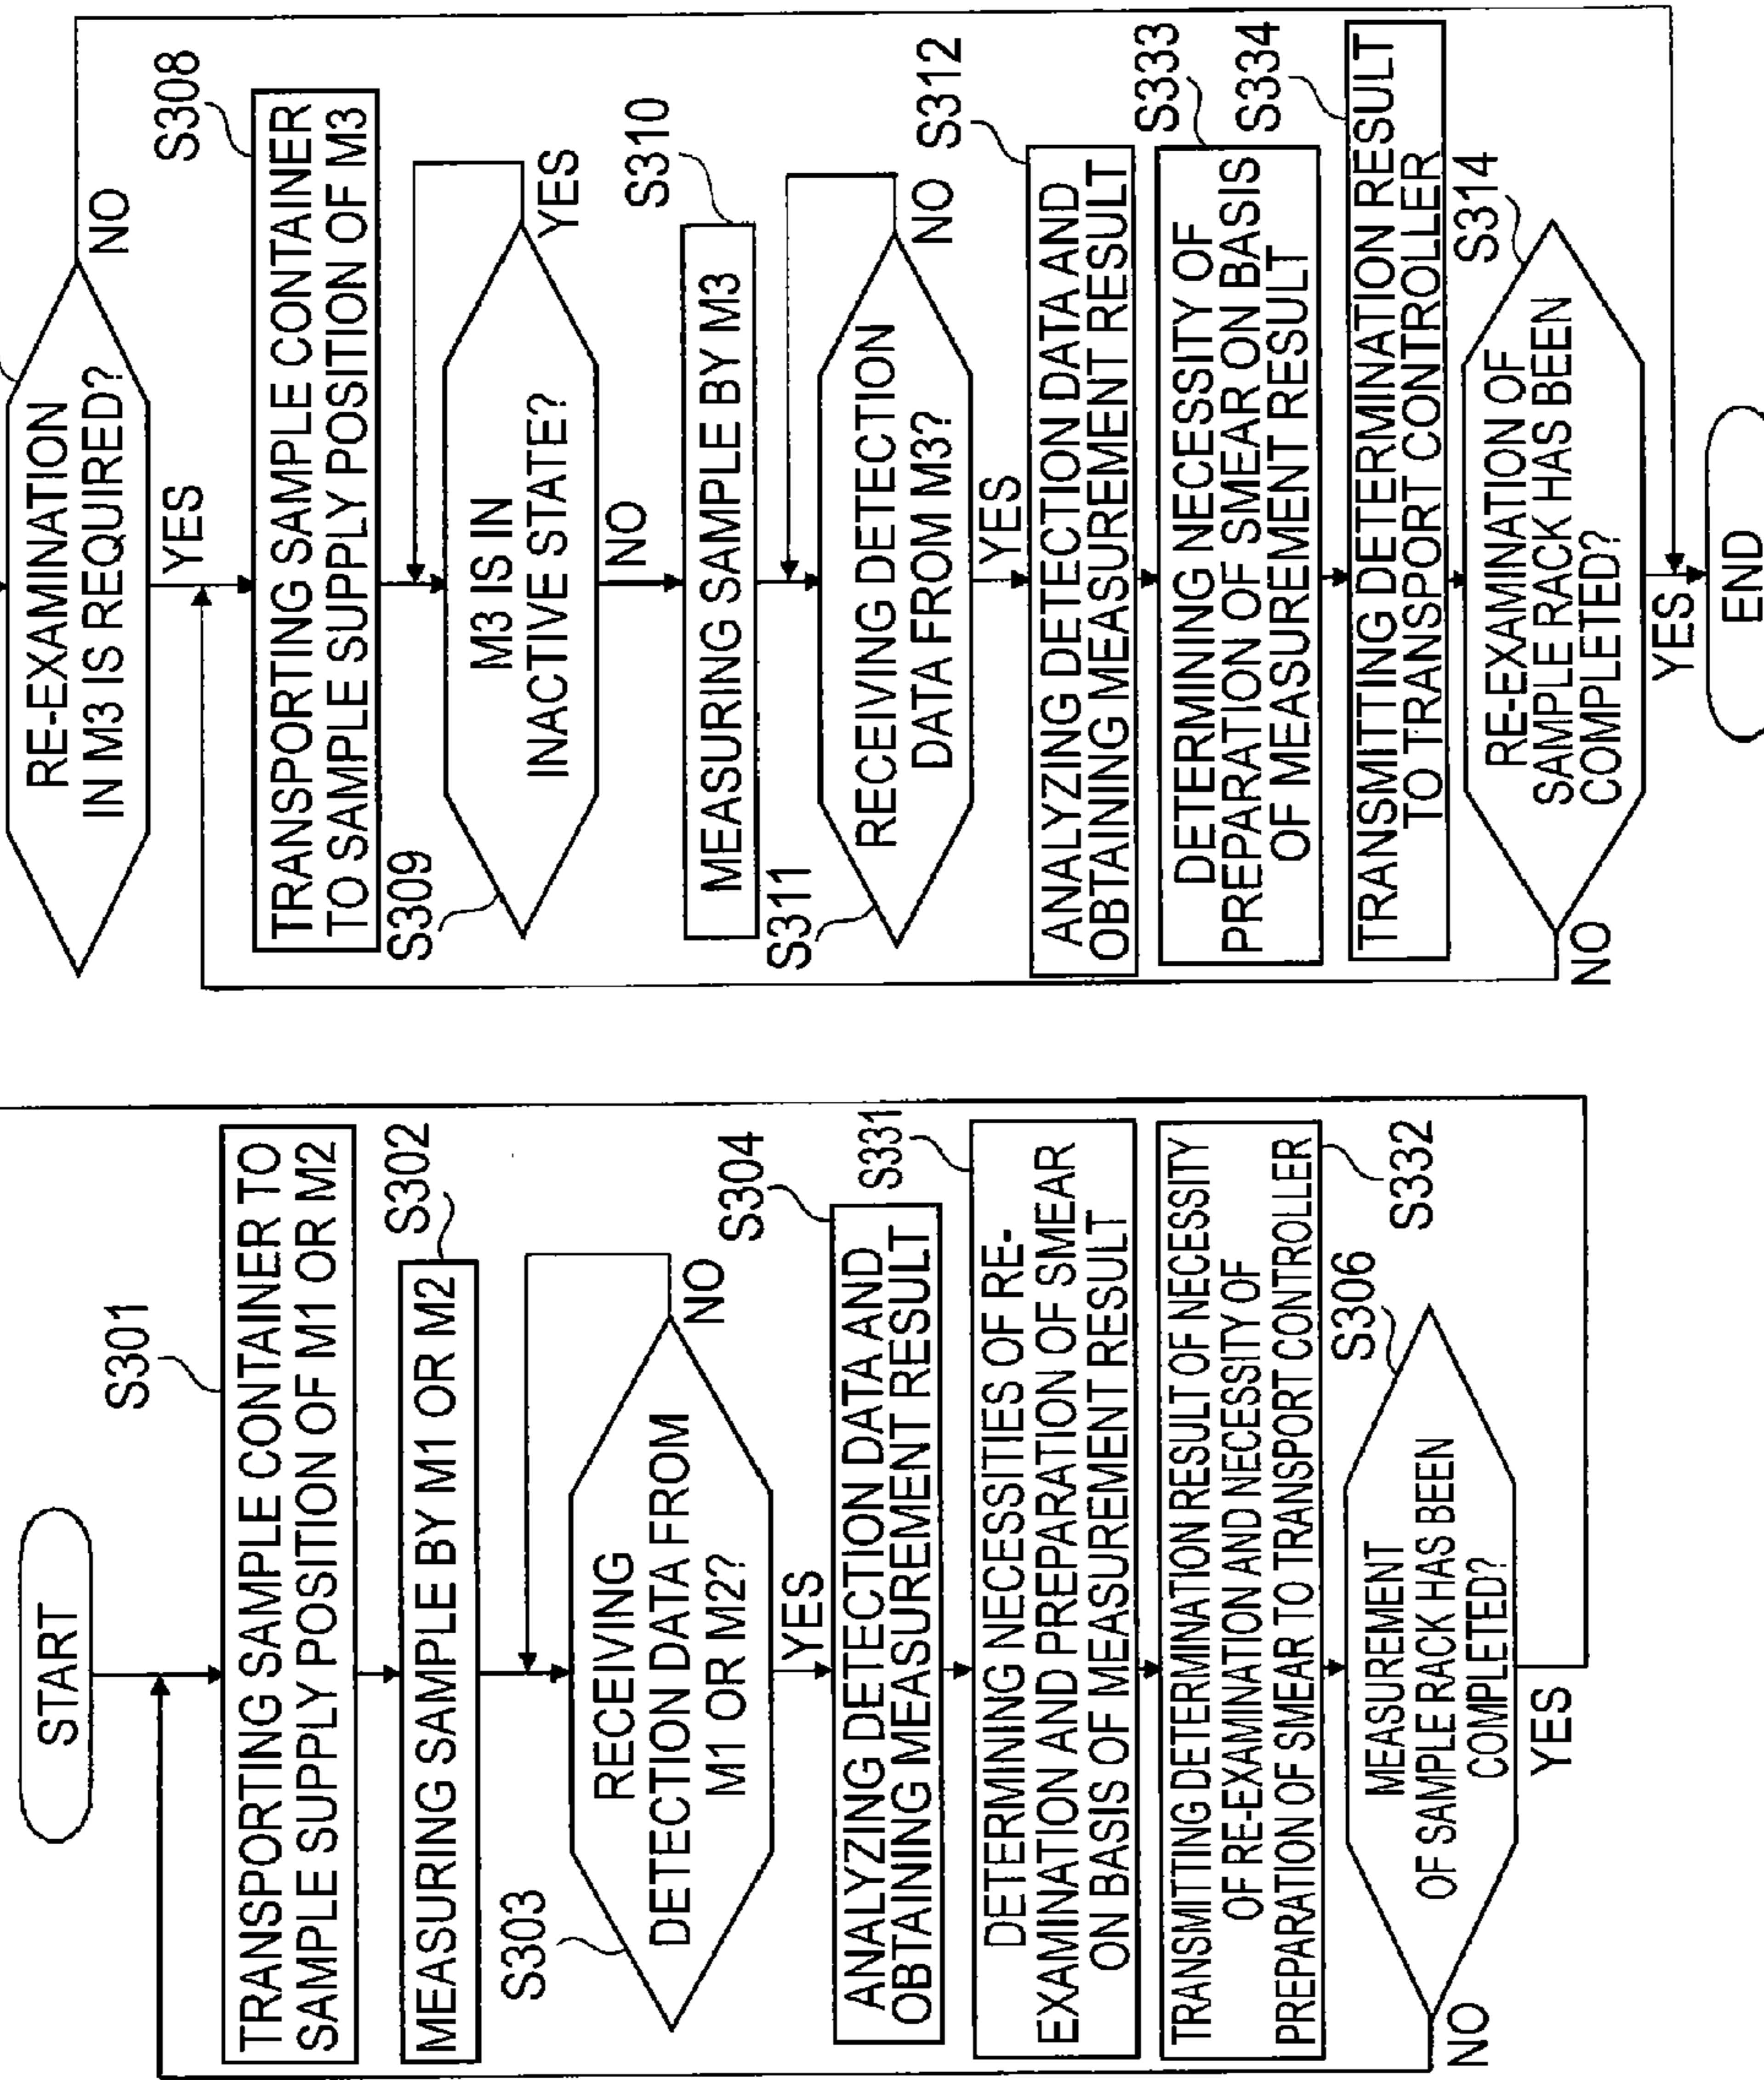 START
S301
TRANSPORTING SAMPLE CONTAINER TO
SAMPLE SUPPLY POSITION OF M1 OR M2
S302
MEASURING SAMPLE BY M1 OR M2
S303
RECEIVING
DETECTION DATA FROM
M1 OR M2?
NO
YES
S304
ANALYZING DETECTION DATA AND
OBTAINING MEASUREMENT RESULT
S331
DETERMINING NECESSITIES OF RE-
EXAMINATION AND PREPARATION OF SMEAR
ON BASIS OF MEASUREMENT RESULT
TRANSMITTING DETERMINATION RESULT OF NECESSITY
OF RE-EXAMINATION AND NECESSITY OF
PREPARATION OF SMEAR TO TRANSPORT CONTROLLER
S332
S306
MEASUREMENT
OF SAMPLE RACK HAS BEEN
COMPLETED?
NO
YES
RE-EXAMINATION
IN M3 IS REQUIRED?
NO
YES
S308
TRANSPORTING SAMPLE CONTAINER
TO SAMPLE SUPPLY POSITION OF M3
S309
M3 IS IN
INACTIVE STATE?
YES
NO
S310
MEASURING SAMPLE BY M3
S311
RECEIVING DETECTION
DATA FROM M3?
NO
YES
S312
ANALYZING DETECTION DATA AND
OBTAINING MEASUREMENT RESULT
S333
DETERMINING NECESSITY OF
PREPARATION OF SMEAR ON BASIS
OF MEASUREMENT RESULT
S334
TRANSMITTING DETERMINATION RESULT
TO TRANSPORT CONTROLLER
S314
RE-EXAMINATION OF
SAMPLE RACK HAS BEEN
COMPLETED?
NO
YES
END